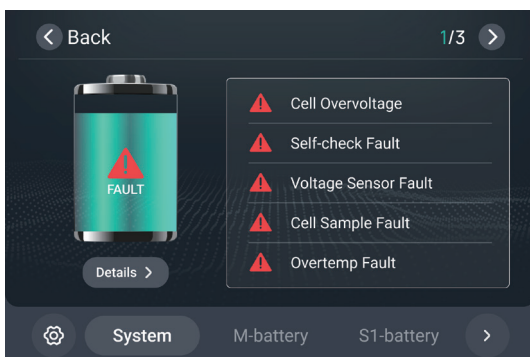 Back
1/3
FAULT
Details
Cell Overvoltage
Self-check Fault
Voltage Sensor Fault
Cell Sample Fault
Overtemp Fault
System
M-battery
S1-battery